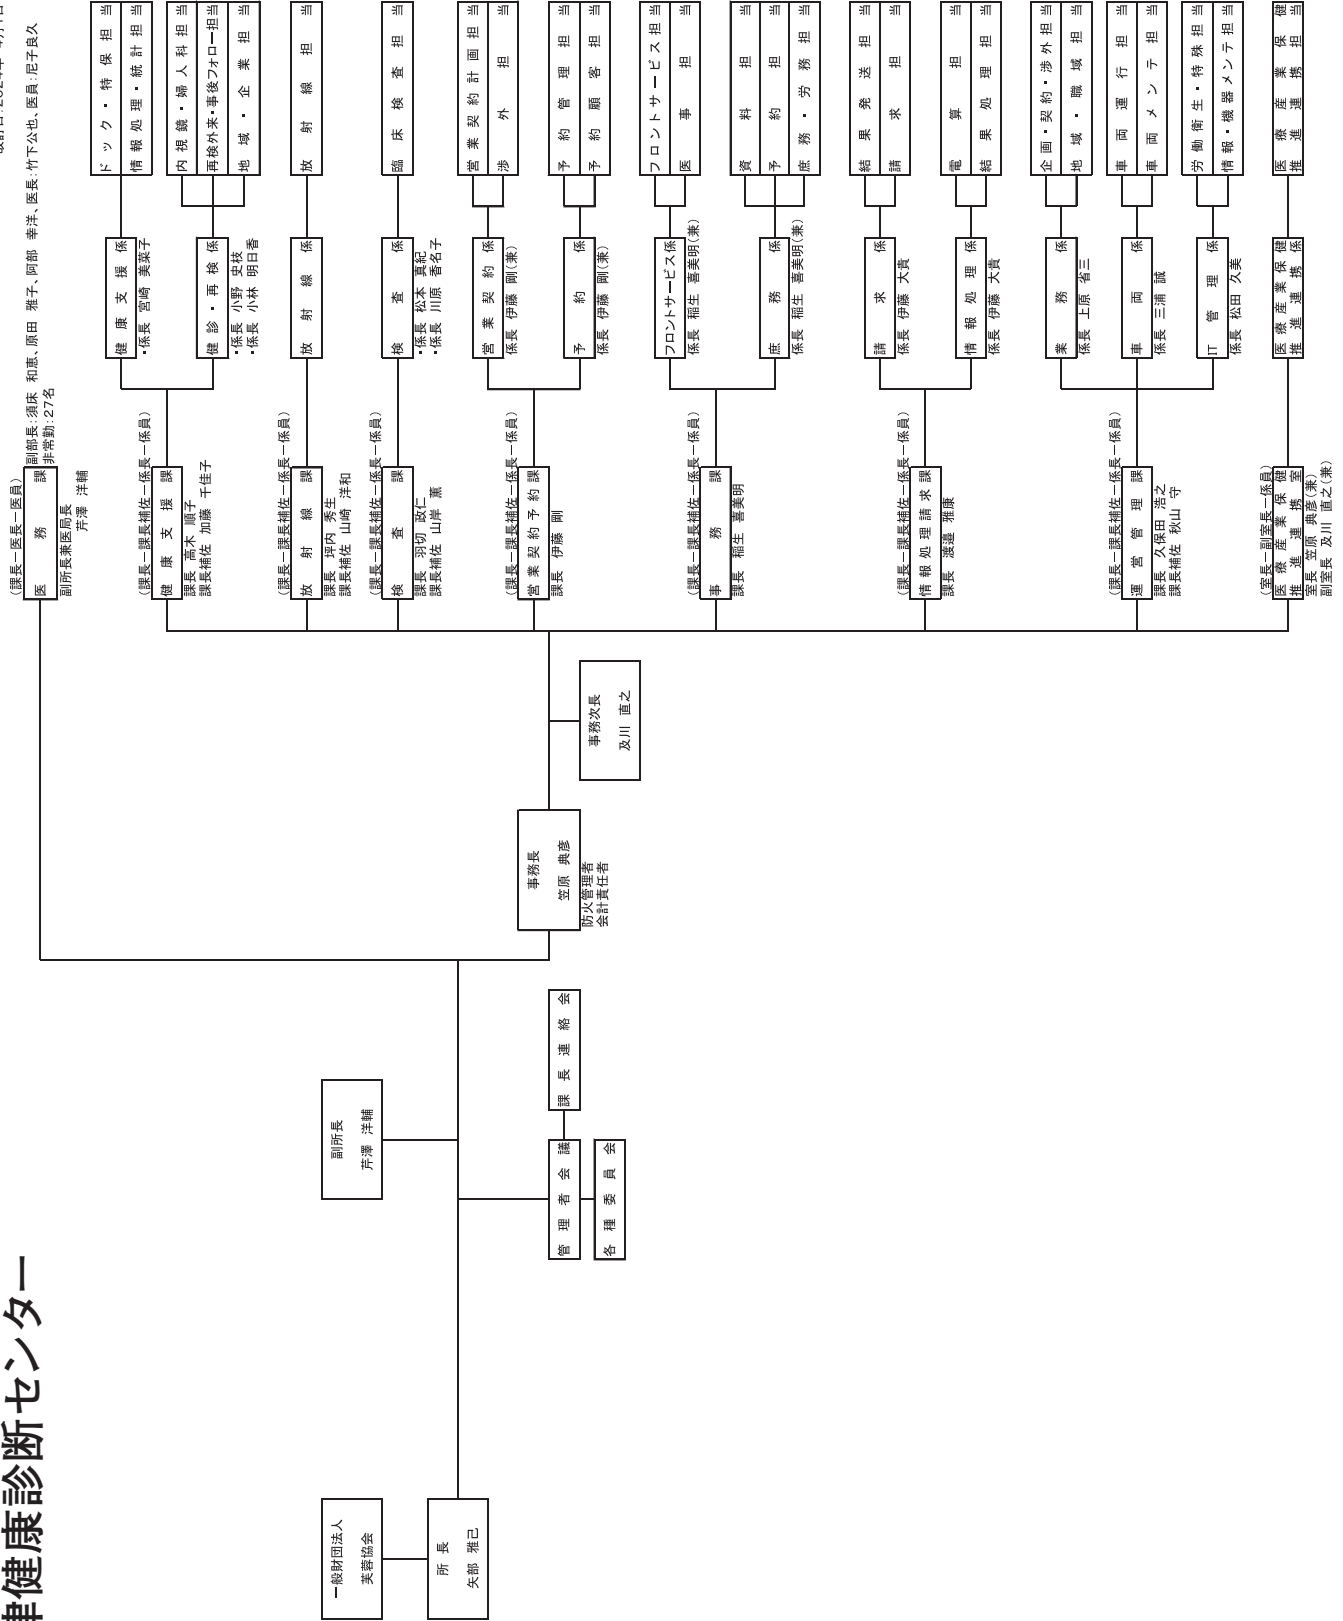 健康診断センター
一般財団法人
芙蓉協会
所長
矢部 雅己
副所長
芹澤 洋輔
管理者会議
課長連絡会
各種委員会
事務長
笠原 典彦
防火管理者
会計責任者
事務次長
及川 直之
(課長ー医長ー医員)
医務課
副所長兼医局長
芹澤 洋輔
副部長:須床 和恵、原田 雅子、阿部 幸洋、医長:竹下公也、医員:尼子良久
非常勤:27名
(課長ー課長補佐ー係長ー係員)
健康支援課
課長 高木 順子
課長補佐 加藤 千佳子
健康支援係
・係長 宮崎 美菜子
ドック・特保担当
情報処理・統計担当
健診・再検係
・係長 小野 史枝
・係長 小林 明日香
内視鏡・婦人科担当
再検外来・事後フォロー担当
地域・企業担当
(課長ー課長補佐ー係長ー係員)
放射線課
課長 坪内 秀生
課長補佐 山崎 洋和
放射線係
放射線担当
(課長ー課長補佐ー係長ー係員)
検査課
課長 羽切 政仁
課長補佐 山岸 薫
検査係
・係長 松本 真紀
・係長 川原 香名子
臨床検査担当
(課長ー課長補佐ー係長ー係員)
営業契約予約課
課長 伊藤 剛
営業契約係
係長 伊藤 剛(兼)
営業契約計画担当
渉外担当
予約係
係長 伊藤 剛(兼)
予約管理担当
予約顧客担当
(課長ー課長補佐ー係長ー係員)
事務課
課長 稲生 喜美明
フロントサービス係
係長 稲生 喜美明(兼)
フロントサービス担当
医事担当
庶務係
係長 稲生 喜美明(兼)
資料担当
予約担当
庶務・労務担当
(課長ー課長補佐ー係長ー係員)
情報処理請求課
課長 渡邉 雅康
請求係
係長 伊藤 大貴
結果発送担当
請求担当
情報処理係
係長 伊藤 大貴
電算担当
結果処理担当
(課長ー課長補佐ー係長ー係員)
運営管理課
課長 久保田 浩之
課長補佐 秋山 守
業務係
係長 上原 省三
企画・契約・渉外担当
地域・職域担当
車両係
係長 三浦 誠
車両運行担当
車両メンテ担当
IT管理係
係長 松田 久美
労働衛生・特殊担当
情報・機器メンテ担当
(室長ー副室長ー係員)
医療産業保健
推進連携室
室長 笠原 典彦(兼)
副室長 及川 直之(兼)
医療産業保健
推進連携係
医療産業保健
推進連携担当